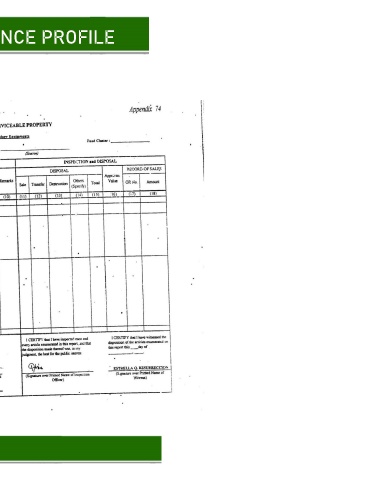 NCE PROFILE
Appendix 74
VICEABLE PROPERTY
Fund Cluster :
(Station)
INSPECTION and DISPOSAL
DISPOSAL
RECORD OF SALES
Remarks
Sale
Transfer
Destruction
Others (Specify)
Total
Appraised Value
OR No.
Amount
(10)
(11)
(12)
(13)
(14)
(15)
(16)
(17)
(18)
I CERTIFY that I have inspected each and
every article enumerated in this report, and that
the disposition made thereof was, in my
judgment, the best for the public interest.
I CERTIFY that I have witnessed the
disposition of the articles enumerated on
this report this ___ day of
ESTRELLA Q. RESURRECCION
(Signature over Printed Name of Inspection
Officer)
(Signature over Printed Name of
Witness)